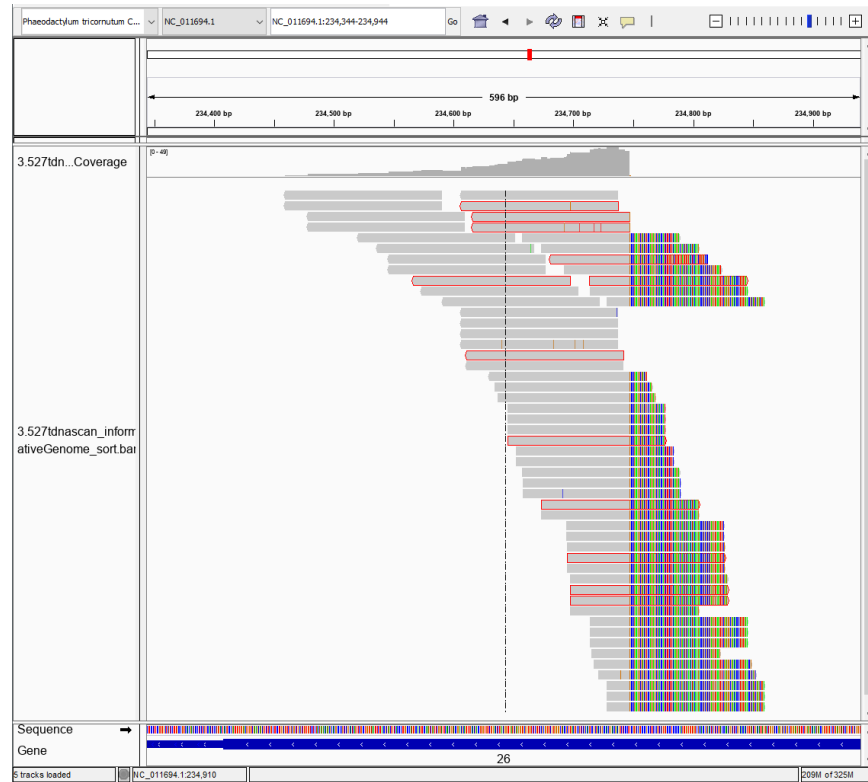 Phaeodactylum tricornutum C... NC_011694.1 NC_011694.1:234,344-234,944 Go
596 bp
234,400 bp 234,500 bp 234,600 bp 234,700 bp 234,800 bp 234,900 bp
3.527tdn...Coverage
[0 - 49]
3.527tdnascan_inform
ativeGenome_sort.bar
Sequence
Gene
26
5 tracks loaded NC_011694.1:234,910 209M of 325M